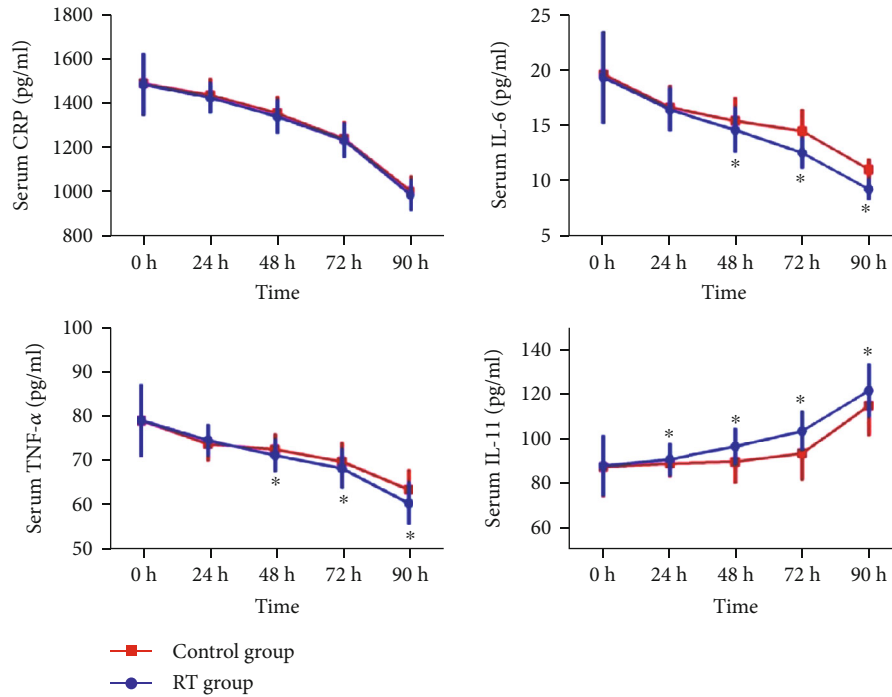 1800
1600
1400
1200
1000
800
Serum CRP (pg/ml)
0 h 24 h 48 h 72 h 90 h
Time
25
20
15
10
5
Serum IL-6 (pg/ml)
* * *
0 h 24 h 48 h 72 h 90 h
Time
100
90
80
70
60
50
Serum TNF-α (pg/ml)
* * *
0 h 24 h 48 h 72 h 90 h
Time
140
120
100
80
60
Serum IL-11 (pg/ml)
* * * *
0 h 24 h 48 h 72 h 90 h
Time
Control group
RT group